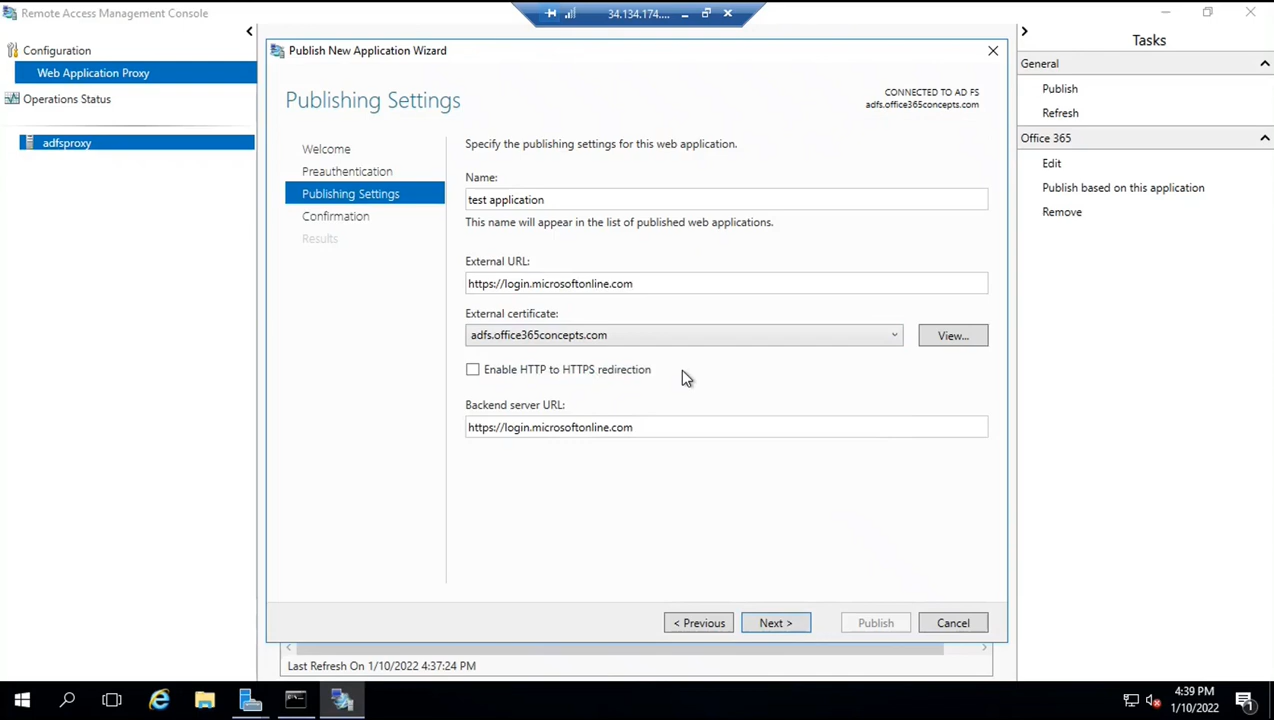 Remote Access Management Console
34.134.174....
Configuration
Web Application Proxy
Operations Status
adfsproxy
Publish New Application Wizard
Publishing Settings
CONNECTED TO AD FS
adfs.office365concepts.com
Welcome
Preauthentication
Publishing Settings
Confirmation
Results
Specify the publishing settings for this web application.
Name:
test application
This name will appear in the list of published web applications.
External URL:
https://login.microsoftonline.com
External certificate:
adfs.office365concepts.com
View...
Enable HTTP to HTTPS redirection
Backend server URL:
https://login.microsoftonline.com
< Previous
Next >
Publish
Cancel
Last Refresh On 1/10/2022 4:37:24 PM
Tasks
General
Publish
Refresh
Office 365
Edit
Publish based on this application
Remove
4:39 PM
1/10/2022
1